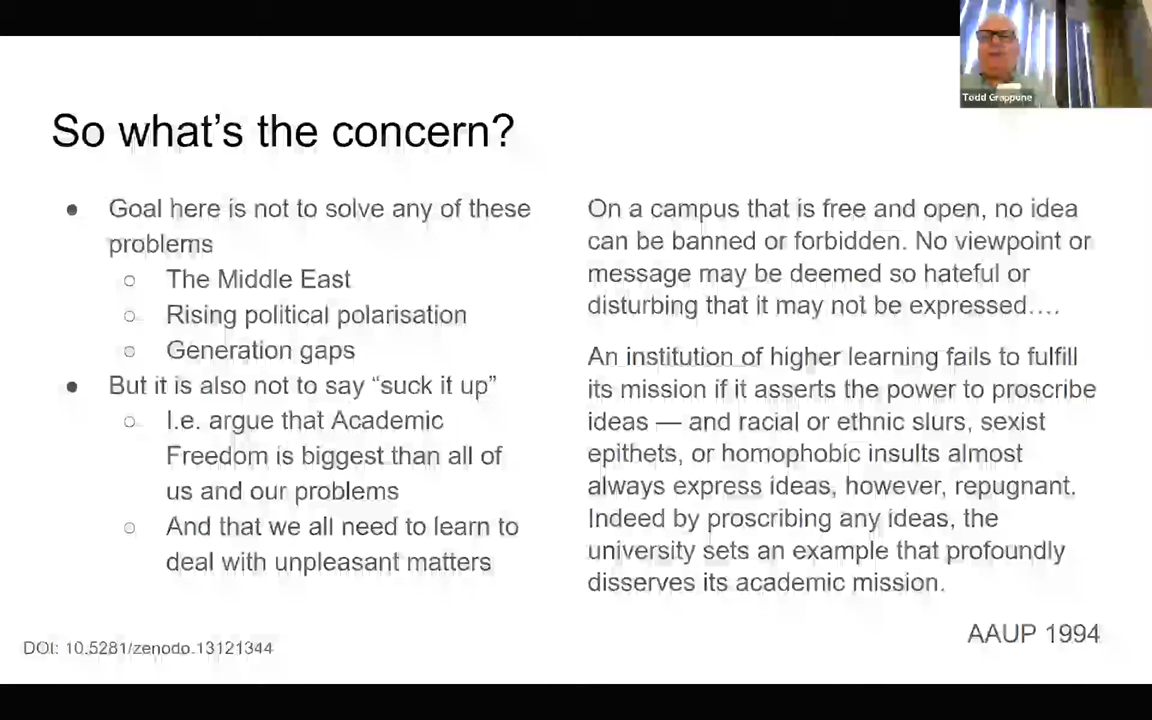 Todd Grappone
So what's the concern?
● Goal here is not to solve any of these
problems
○ The Middle East
○ Rising political polarisation
○ Generation gaps
● But it is also not to say “suck it up”
○ I.e. argue that Academic
Freedom is biggest than all of
us and our problems
○ And that we all need to learn to
deal with unpleasant matters
On a campus that is free and open, no idea
can be banned or forbidden. No viewpoint or
message may be deemed so hateful or
disturbing that it may not be expressed….
An institution of higher learning fails to fulfill
its mission if it asserts the power to proscribe
ideas — and racial or ethnic slurs, sexist
epithets, or homophobic insults almost
always express ideas, however, repugnant.
Indeed by proscribing any ideas, the
university sets an example that profoundly
disserves its academic mission.
AAUP 1994
DOI: 10.5281/zenodo.13121344